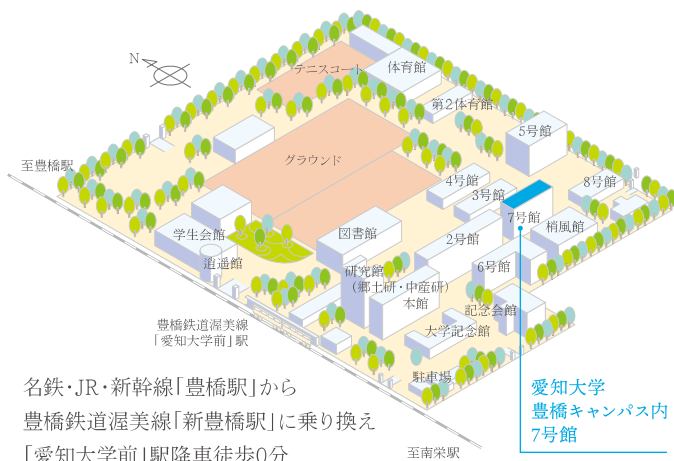 N
テニスコート
体育館
第2体育館
5号館
至豊橋駅
グラウンド
4号館
3号館
8号館
7号館
梢風館
学生会館
図書館
2号館
逍遥館
研究館
(郷土研・中産研)
本館
6号館
記念会館
大学記念館
豊橋鉄道渥美線
「愛知大学前」駅
駐車場
名鉄・JR・新幹線「豊橋駅」から
豊橋鉄道渥美線「新豊橋駅」に乗り換え
「愛知大学前」駅降車徒歩0分
愛知大学
豊橋キャンパス内
7号館
至南栄駅